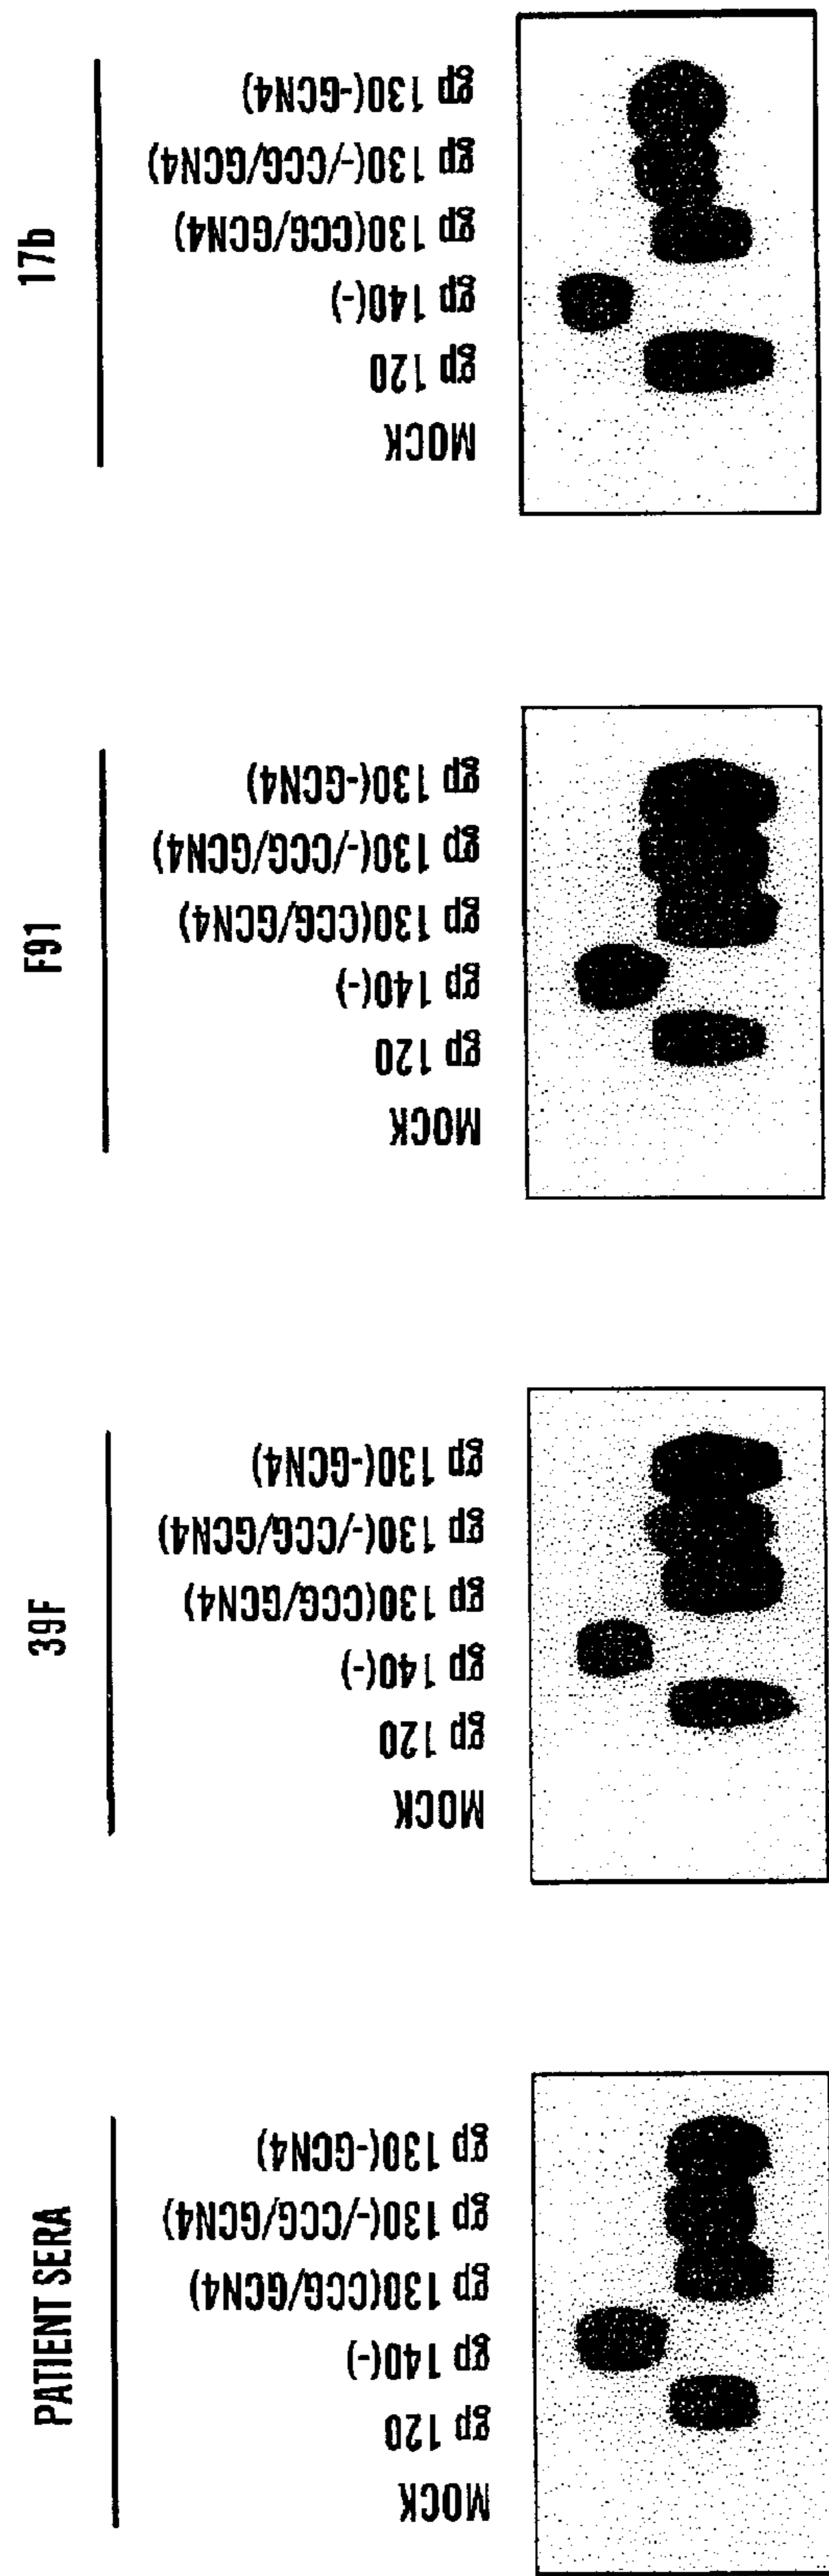 PATIENT SERA
MOCK
gp 120
gp 140(-)
gp 130(CCG/GCN4)
gp 130(-/CCG/GCN4)
gp 130(-GCN4)
39F
MOCK
gp 120
gp 140(-)
gp 130(CCG/GCN4)
gp 130(-/CCG/GCN4)
gp 130(-GCN4)
F91
MOCK
gp 120
gp 140(-)
gp 130(CCG/GCN4)
gp 130(-/CCG/GCN4)
gp 130(-GCN4)
17b
MOCK
gp 120
gp 140(-)
gp 130(CCG/GCN4)
gp 130(-/CCG/GCN4)
gp 130(-GCN4)